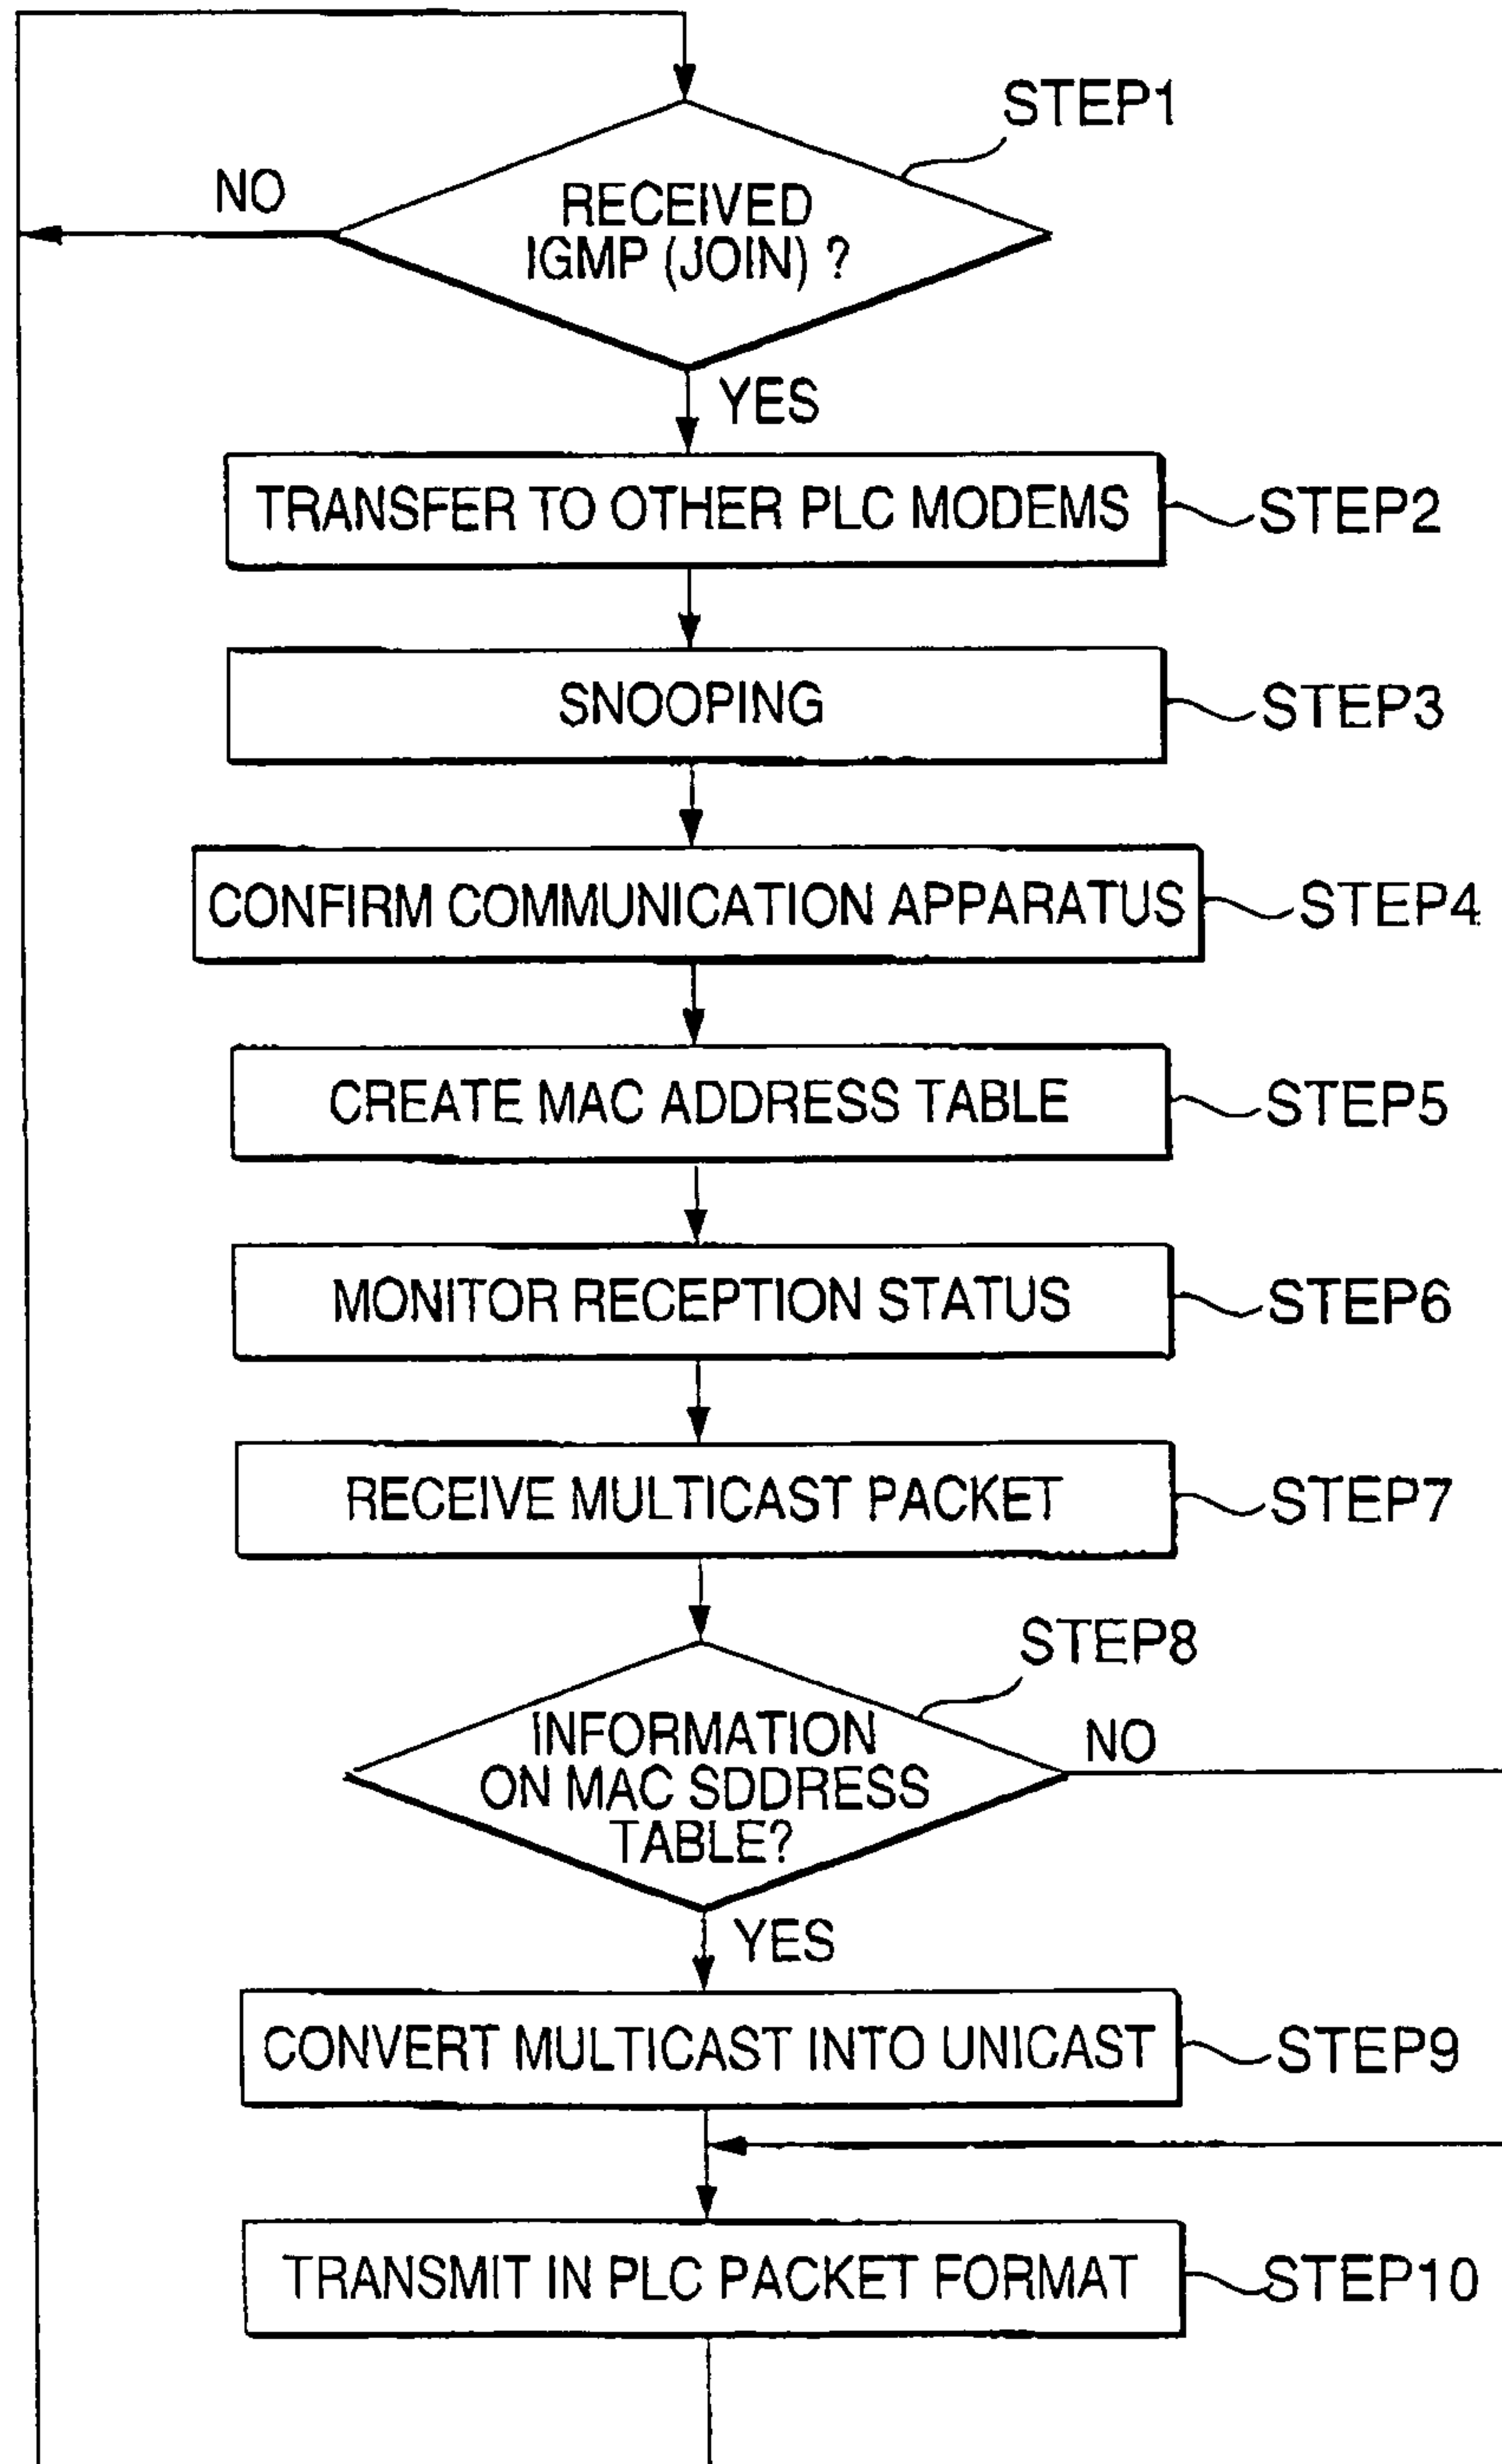 STEP1
NO
RECEIVED
IGMP (JOIN) ?
YES
TRANSFER TO OTHER PLC MODEMS
STEP2
SNOOPING
STEP3
CONFIRM COMMUNICATION APPARATUS
STEP4
CREATE MAC ADDRESS TABLE
STEP5
MONITOR RECEPTION STATUS
STEP6
RECEIVE MULTICAST PACKET
STEP7
STEP8
INFORMATION
ON MAC SDDRESS
TABLE?
NO
YES
CONVERT MULTICAST INTO UNICAST
STEP9
TRANSMIT IN PLC PACKET FORMAT
STEP10